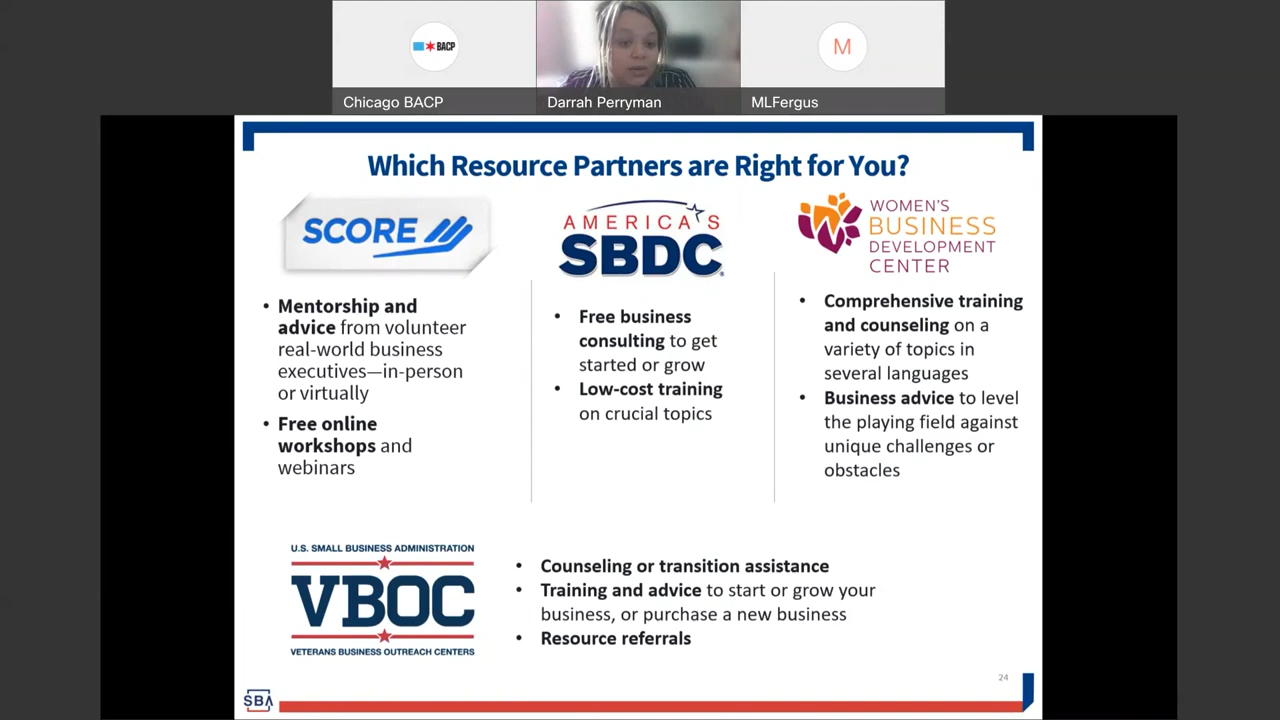 BACP
M
Chicago BACP
Darrah Perryman
MLFergus
Which Resource Partners are Right for You?
SCORE
• Mentorship and
advice from volunteer
real-world business
executives—in-person
or virtually
• Free online
workshops and
webinars
AMERICA'S
SBDC®
• Free business
consulting to get
started or grow
• Low-cost training
on crucial topics
WOMEN'S
BUSINESS
DEVELOPMENT
CENTER
• Comprehensive training
and counseling on a
variety of topics in
several languages
• Business advice to level
the playing field against
unique challenges or
obstacles
U.S. SMALL BUSINESS ADMINISTRATION
VBOC
VETERANS BUSINESS OUTREACH CENTERS
• Counseling or transition assistance
• Training and advice to start or grow your
business, or purchase a new business
• Resource referrals
24
SBA